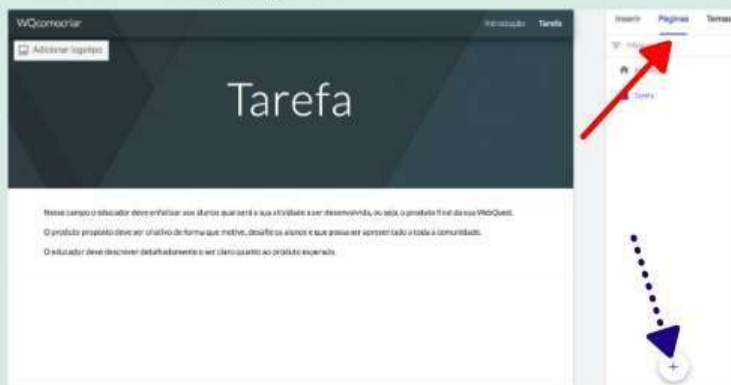 WQcomocriar
Introdução Tarefa
Inserir Páginas Temas
Adicionar logotipo
Tarefa
Tarefa
Nesse campo o educador deve enfatizar aos alunos qual será a sua atividade a ser desenvolvida, ou seja, o produto final da sua WebQuest.
O produto proposto deve ser criativo de forma que motive, desafie os alunos e que possa ser apresentado a toda a comunidade.
O educador deve descrever detalhadamente e ser claro quanto ao produto esperado.
+